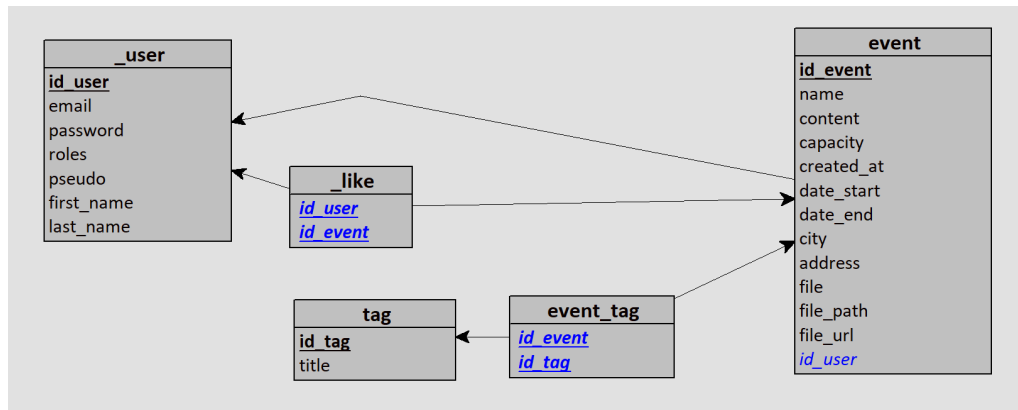 _user
id_user
email
password
roles
pseudo
first_name
last_name
_like
id_user
id_event
tag
id_tag
title
event_tag
id_event
id_tag
event
id_event
name
content
capacity
created_at
date_start
date_end
city
address
file
file_path
file_url
id_user